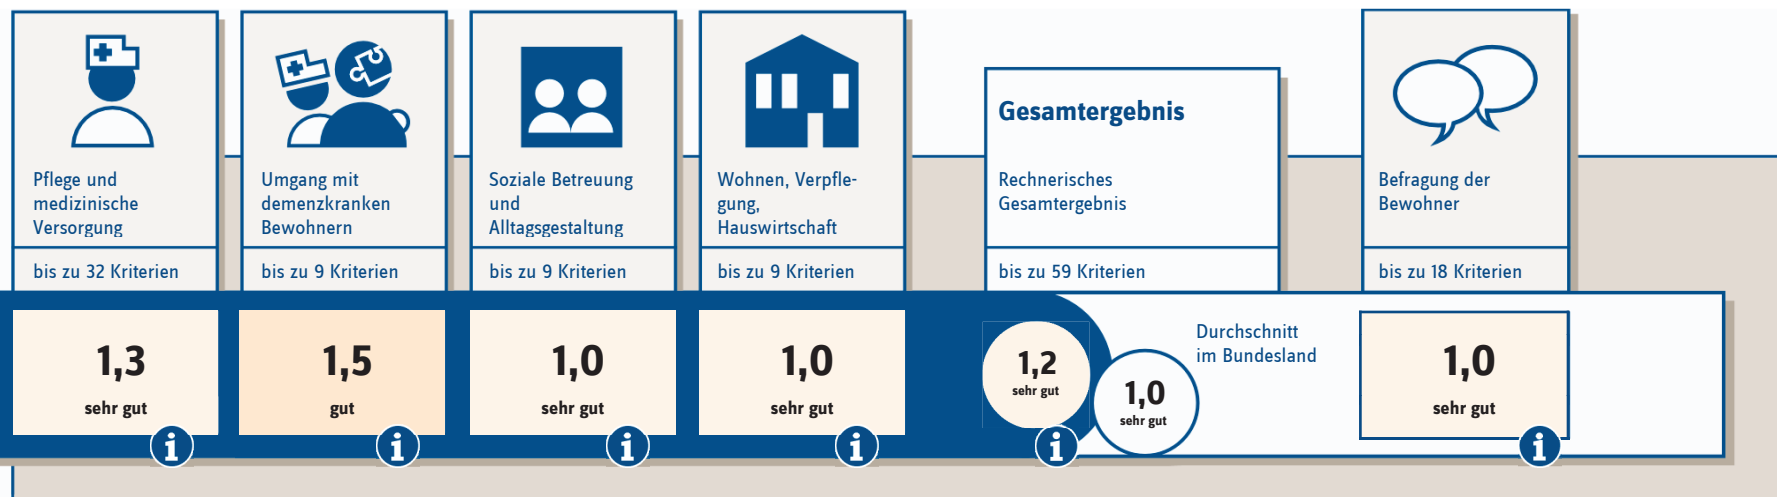 Pflege und
medizinische
Versorgung
bis zu 32 Kriterien
1,3
sehr gut
Umgang mit
demenzkranken
Bewohnern
bis zu 9 Kriterien
1,5
gut
Soziale Betreuung
und
Alltagsgestaltung
bis zu 9 Kriterien
1,0
sehr gut
Wohnen, Verpfle-
gung,
Hauswirtschaft
bis zu 9 Kriterien
1,0
sehr gut
Gesamtergebnis
Rechnerisches
Gesamtergebnis
bis zu 59 Kriterien
1,2
sehr gut
1,0
sehr gut
Durchschnitt
im Bundesland
Befragung der
Bewohner
bis zu 18 Kriterien
1,0
sehr gut